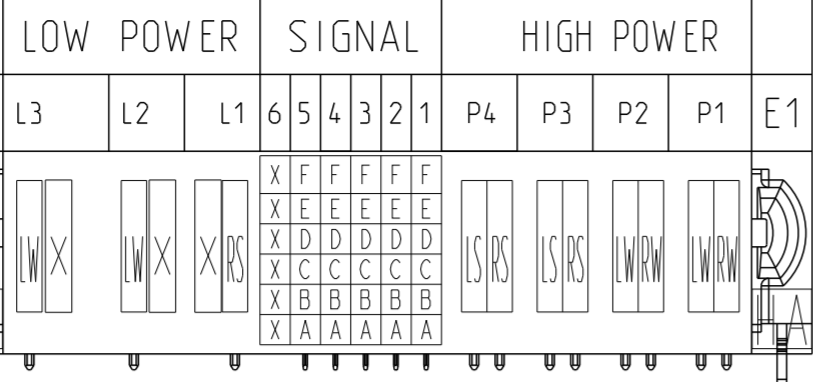 LOW POWER SIGNAL HIGH POWER
L3 L2 L1 6 5 4 3 2 1 P4 P3 P2 P1 E1
X F F F F F
X E E E E E
X D D D D D
LW X LW X X RS X C C C C C LS RS LS RS LW RW LW RW
X B B B B B
X A A A A A HA